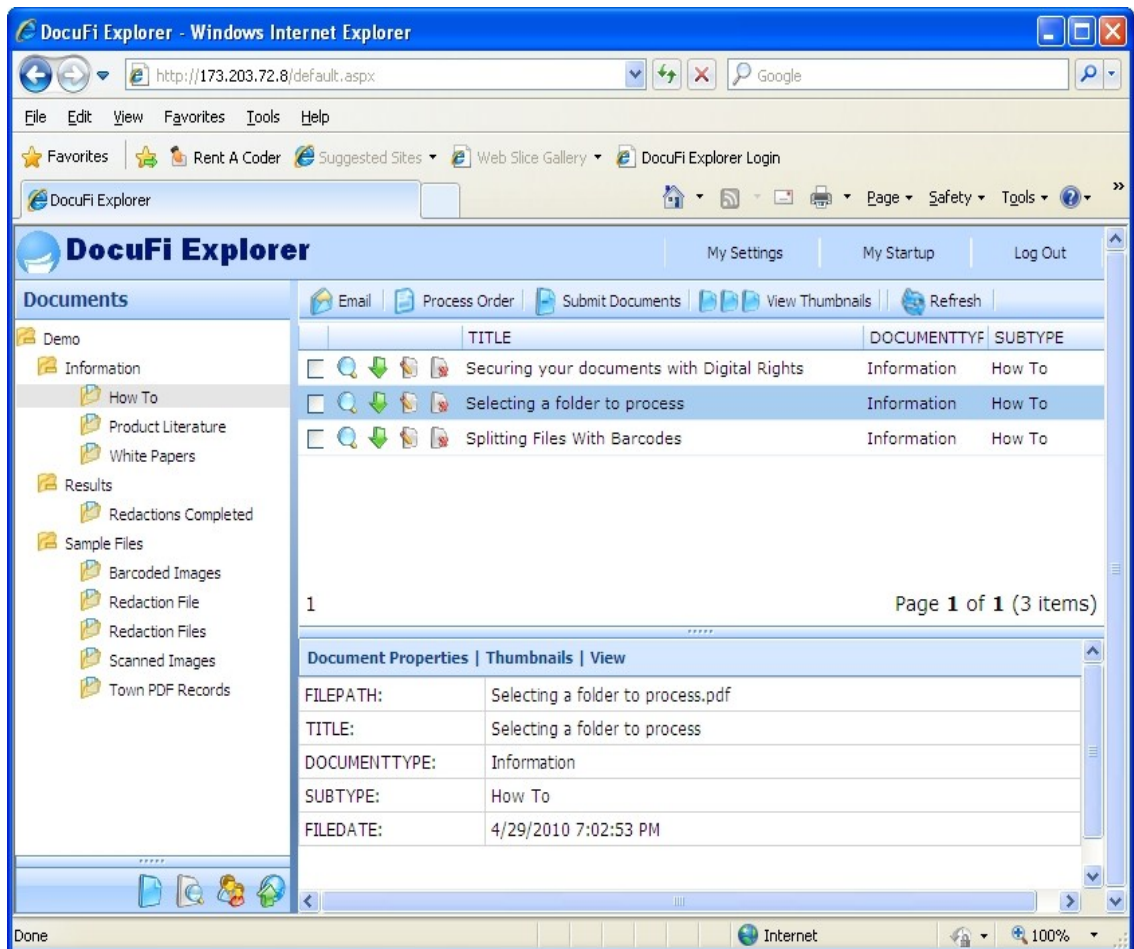 DocuFi Explorer - Windows Internet Explorer
http://173.203.72.8/default.aspx
Google
File Edit View Favorites Tools Help
Favorites Rent A Coder Suggested Sites Web Slice Gallery DocuFi Explorer Login
DocuFi Explorer Page Safety Tools »
DocuFi Explorer My Settings My Startup Log Out
Documents Email Process Order Submit Documents View Thumbnails Refresh
TITLE DOCUMENTTYF SUBTYPE
Securing your documents with Digital Rights Information How To
Selecting a folder to process Information How To
Splitting Files With Barcodes Information How To
Demo
Information
How To
Product Literature
White Papers
Results
Redactions Completed
Sample Files
Barcoded Images
Redaction File
Redaction Files
Scanned Images
Town PDF Records
1 Page 1 of 1 (3 items)
Document Properties | Thumbnails | View
FILEPATH: Selecting a folder to process.pdf
TITLE: Selecting a folder to process
DOCUMENTTYPE: Information
SUBTYPE: How To
FILEDATE: 4/29/2010 7:02:53 PM
Done Internet 100%